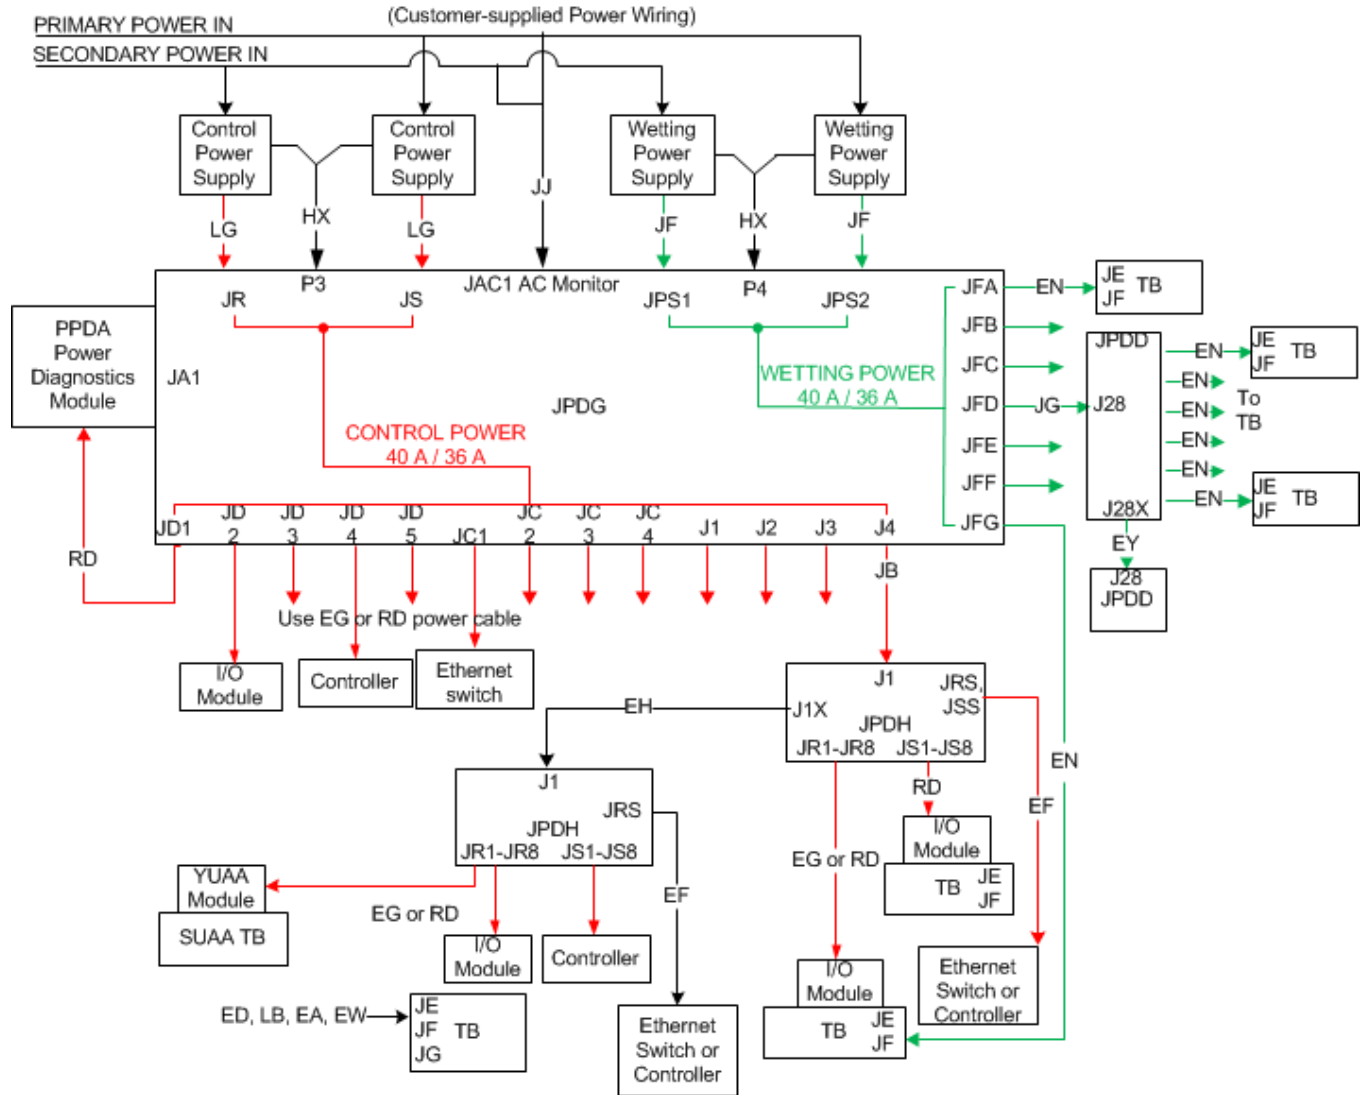 (Customer-supplied Power Wiring)
PRIMARY POWER IN
SECONDARY POWER IN
Control
Power
Supply
Control
Power
Supply
Wetting
Power
Supply
Wetting
Power
Supply
LG
HX
LG
JJ
JF
HX
JF
JR
P3
JS
JAC1 AC Monitor
JPS1
P4
JPS2
JFA
JFB
JFC
JFD
JFE
JFF
JFG
EN
JE
JF
TB
PPDA
Power
Diagnostics
Module
JA1
JPDG
WETTING POWER
40 A / 36 A
CONTROL POWER
40 A / 36 A
JG
JPDD
J28
J28X
EN
EN
EN
EN
EN
EN
To
TB
JE
JF
TB
JE
JF
TB
EY
J28
JPDD
JD1
JD
2
JD
3
JD
4
JD
5
JC1
JC
2
JC
3
JC
4
J1
J2
J3
J4
RD
JB
Use EG or RD power cable
I/O
Module
Controller
Ethernet
switch
J1
JRS,
JSS
J1X
JPDH
JR1-JR8
JS1-JS8
EH
EN
RD
EF
J1
JRS
JPDH
JR1-JR8
JS1-JS8
I/O
Module
TB
JE
JF
EG or RD
YUAA
Module
SUAA TB
EG or RD
EF
I/O
Module
Controller
I/O
Module
TB
JE
JF
Ethernet
Switch or
Controller
ED, LB, EA, EW
JE
JF
JG
TB
Ethernet
Switch or
Controller